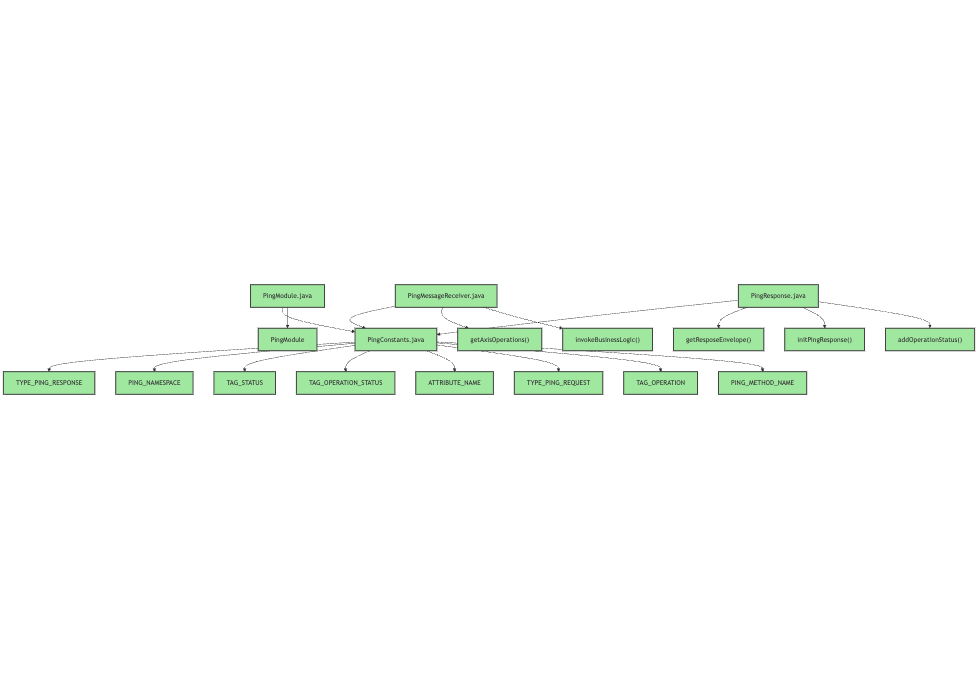 PingModule.java
PingMessageReceiver.java
PingResponse.java
PingModule
PingConstants.java
getAxisOperations()
invokeBusinessLogic()
getResposeEnvelope()
initPingResponse()
addOperationStatus()
TYPE_PING_RESPONSE
PING_NAMESPACE
TAG_STATUS
TAG_OPERATION_STATUS
ATTRIBUTE_NAME
TYPE_PING_REQUEST
TAG_OPERATION
PING_METHOD_NAME